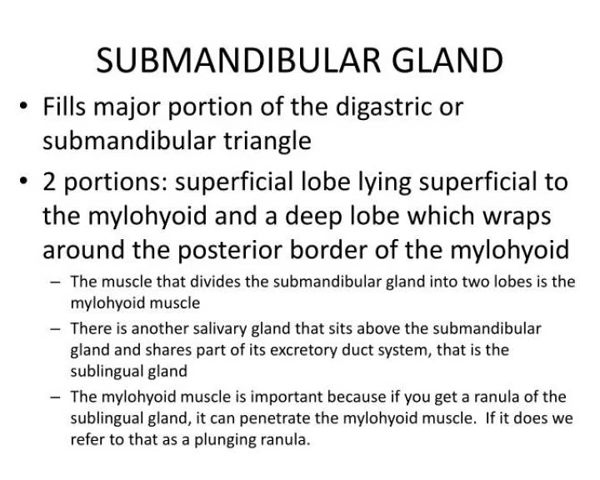 SUBMANDIBULAR GLAND
• Fills major portion of the digastric or
submandibular triangle
• 2 portions: superficial lobe lying superficial to
the mylohyoid and a deep lobe which wraps
around the posterior border of the mylohyoid
– The muscle that divides the submandibular gland into two lobes is the
mylohyoid muscle
– There is another salivary gland that sits above the submandibular
gland and shares part of its excretory duct system, that is the
sublingual gland
– The mylohyoid muscle is important because if you get a ranula of the
sublingual gland, it can penetrate the mylohyoid muscle.  If it does we
refer to that as a plunging ranula.